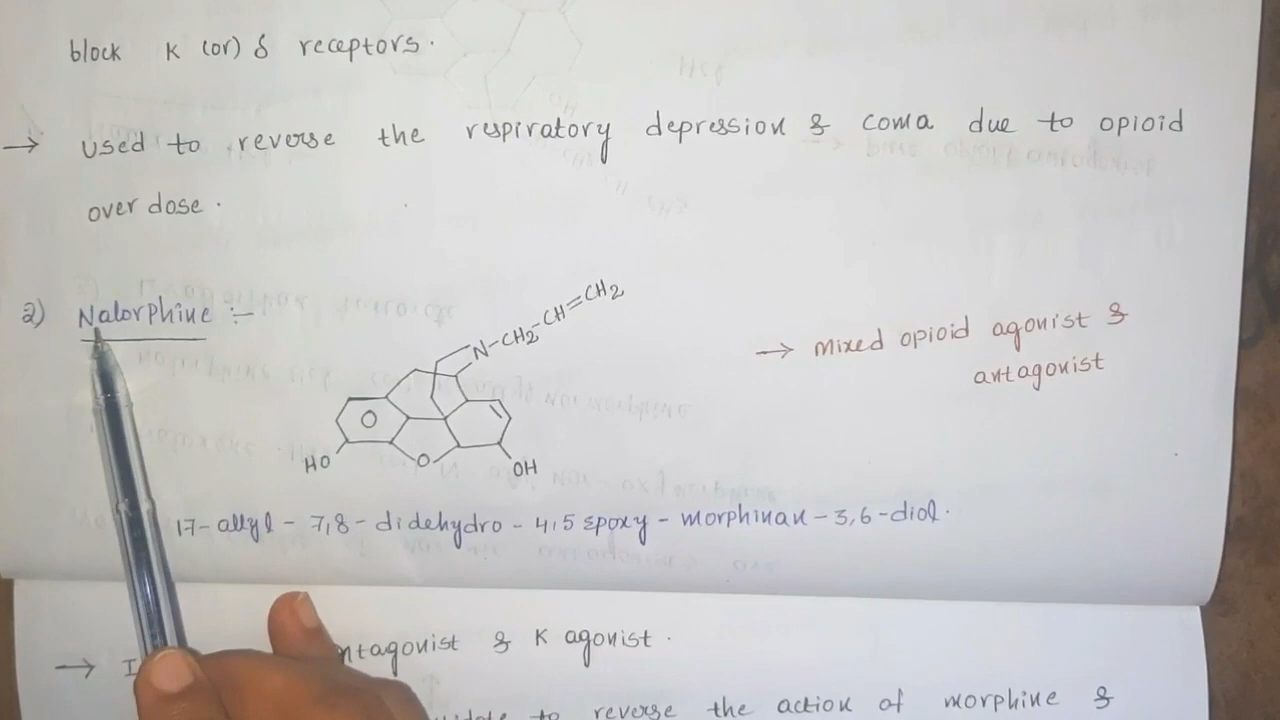 block K (or) δ receptors.
→ used to reverse the respiratory depression & coma due to opioid
over dose.
2) Nalorphine :-
N-CH2-CH=CH2
HO
O
OH
→ mixed opioid agonist &
antagonist
17-allyl - 7,8 - didehydro - 4,5 epoxy - morphinan - 3,6-diol.
→ I ntagonist & K agonist.
to reverse the action of morphine &